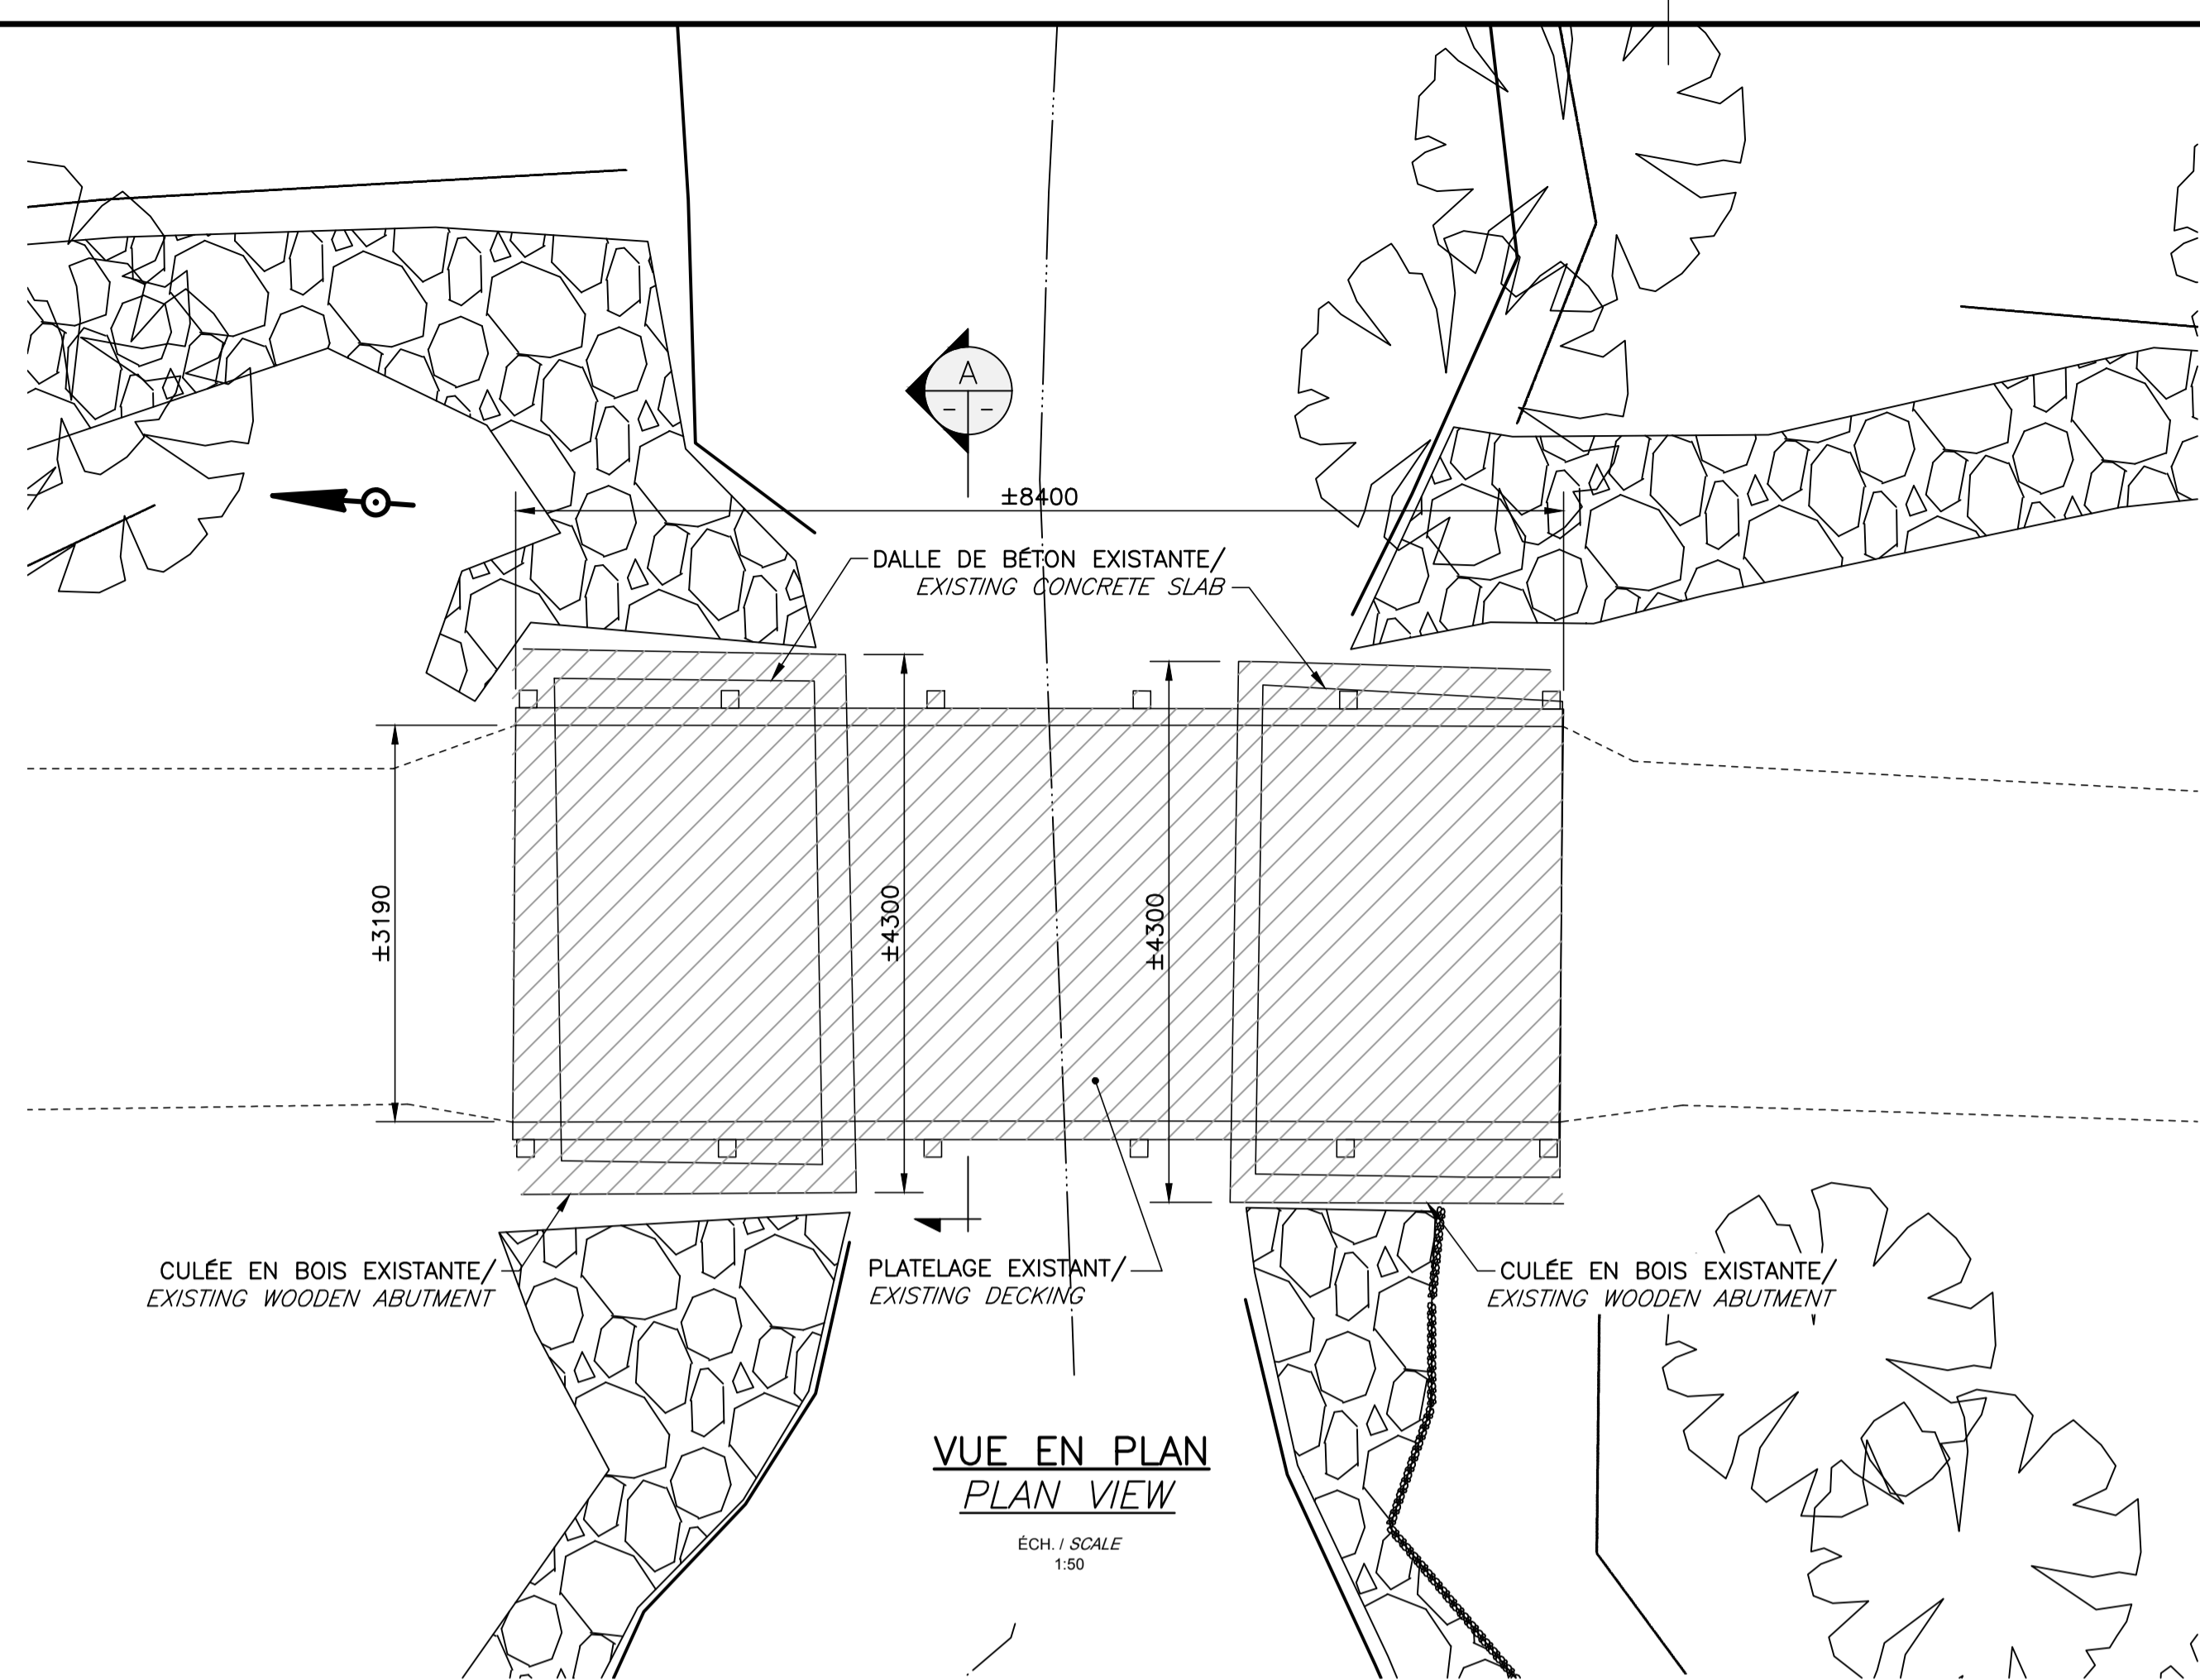 A
- -
±8400
DALLE DE BÉTON EXISTANTE/
EXISTING CONCRETE SLAB
±3190
±4300
±4300
CULÉE EN BOIS EXISTANTE/
EXISTING WOODEN ABUTMENT
PLATELAGE EXISTANT/
EXISTING DECKING
CULÉE EN BOIS EXISTANTE/
EXISTING WOODEN ABUTMENT
VUE EN PLAN
PLAN VIEW
ÉCH. / SCALE
1:50